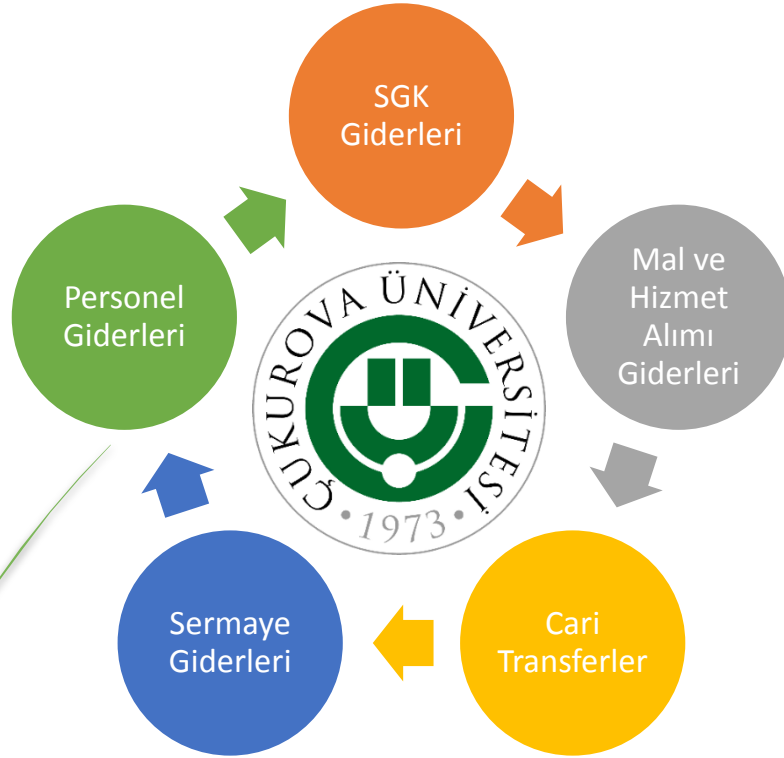 SGK
Giderleri
Mal ve
Hizmet
Alımı
Giderleri
Cari
Transferler
Sermaye
Giderleri
Personel
Giderleri
ÇUKUROVA ÜNİVERSİTESİ
•1973•